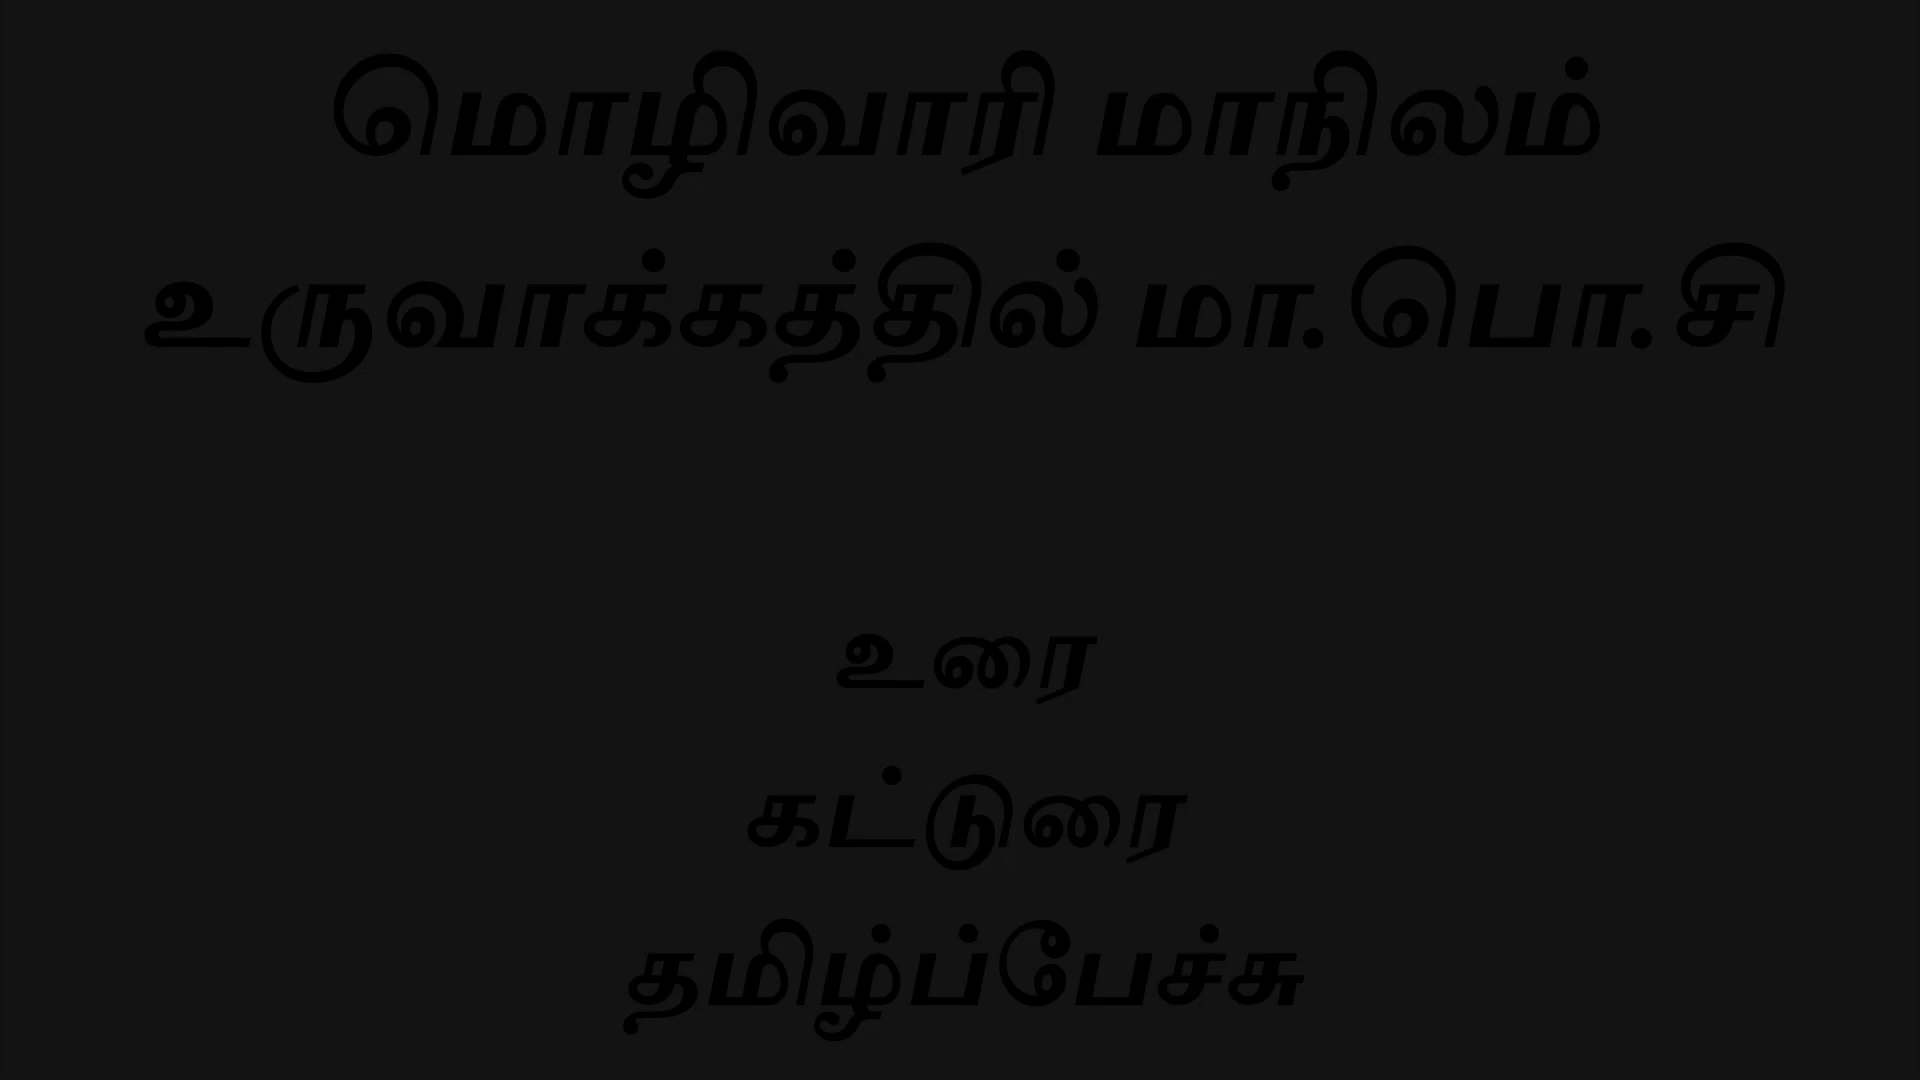 மொழிவாரி மாநிலம்
உருவாக்கத்தில் மா.பொ.சி
உரை
கட்டுரை
தமிழ்ப்பேச்சு